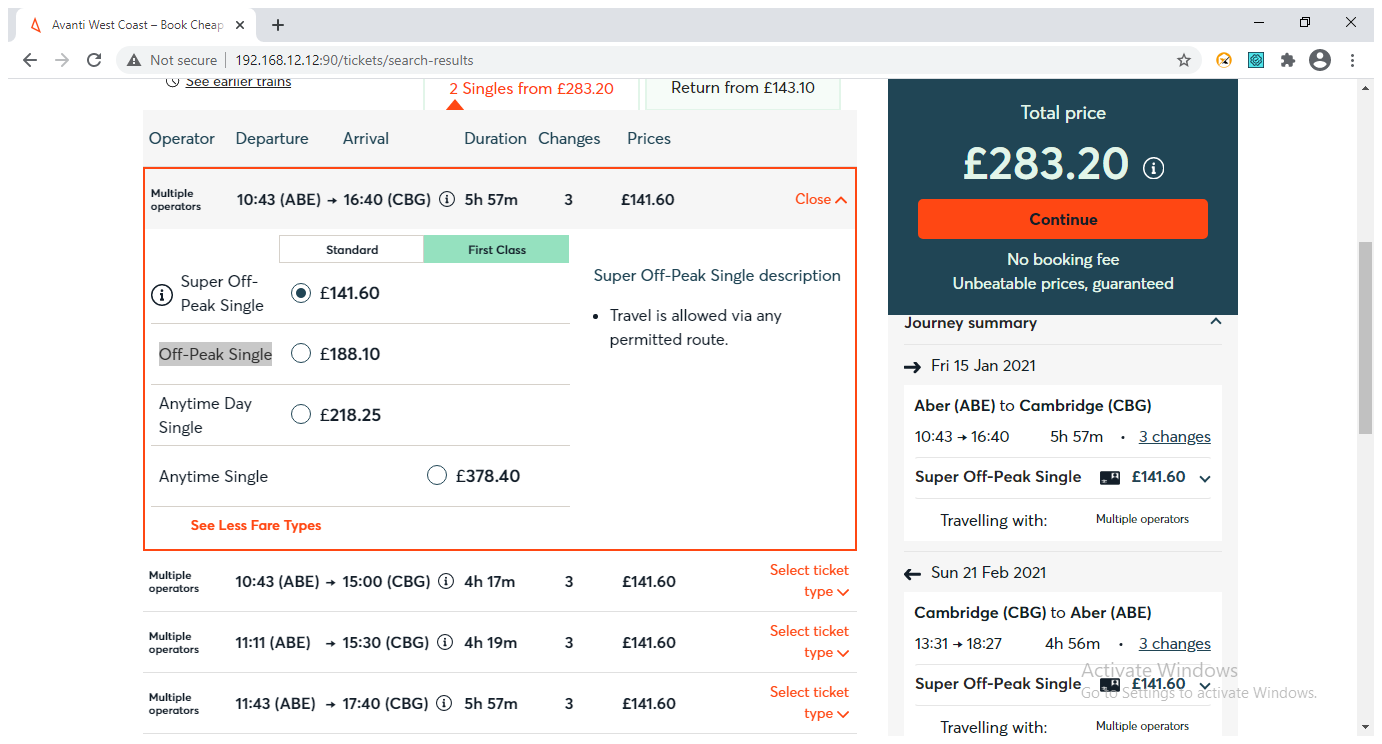 Avanti West Coast – Book Cheap
Not secure
192.168.12.12:90/tickets/search-results
See earlier trains
2 Singles from £283.20
Return from £143.10
Operator Departure Arrival Duration Changes Prices
Multiple
operators
10:43 (ABE) → 16:40 (CBG) 5h 57m 3 £141.60 Close
Standard First Class
Super Off-
Peak Single
£141.60
Off-Peak Single £188.10
Anytime Day
Single
£218.25
Anytime Single £378.40
See Less Fare Types
Super Off-Peak Single description
• Travel is allowed via any
permitted route.
Multiple
operators
10:43 (ABE) → 15:00 (CBG) 4h 17m 3 £141.60
Select ticket
type
Multiple
operators
11:11 (ABE) → 15:30 (CBG) 4h 19m 3 £141.60
Select ticket
type
Multiple
operators
11:43 (ABE) → 17:40 (CBG) 5h 57m 3 £141.60
Select ticket
type
Total price
£283.20
Continue
No booking fee
Unbeatable prices, guaranteed
Journey summary
→ Fri 15 Jan 2021
Aber (ABE) to Cambridge (CBG)
10:43 → 16:40 5h 57m · 3 changes
Super Off-Peak Single £141.60
Travelling with: Multiple operators
← Sun 21 Feb 2021
Cambridge (CBG) to Aber (ABE)
13:31 → 18:27 4h 56m · 3 changes
Super Off-Peak Single £141.60
Travelling with: Multiple operators
Activate Windows
Go to Settings to activate Windows.